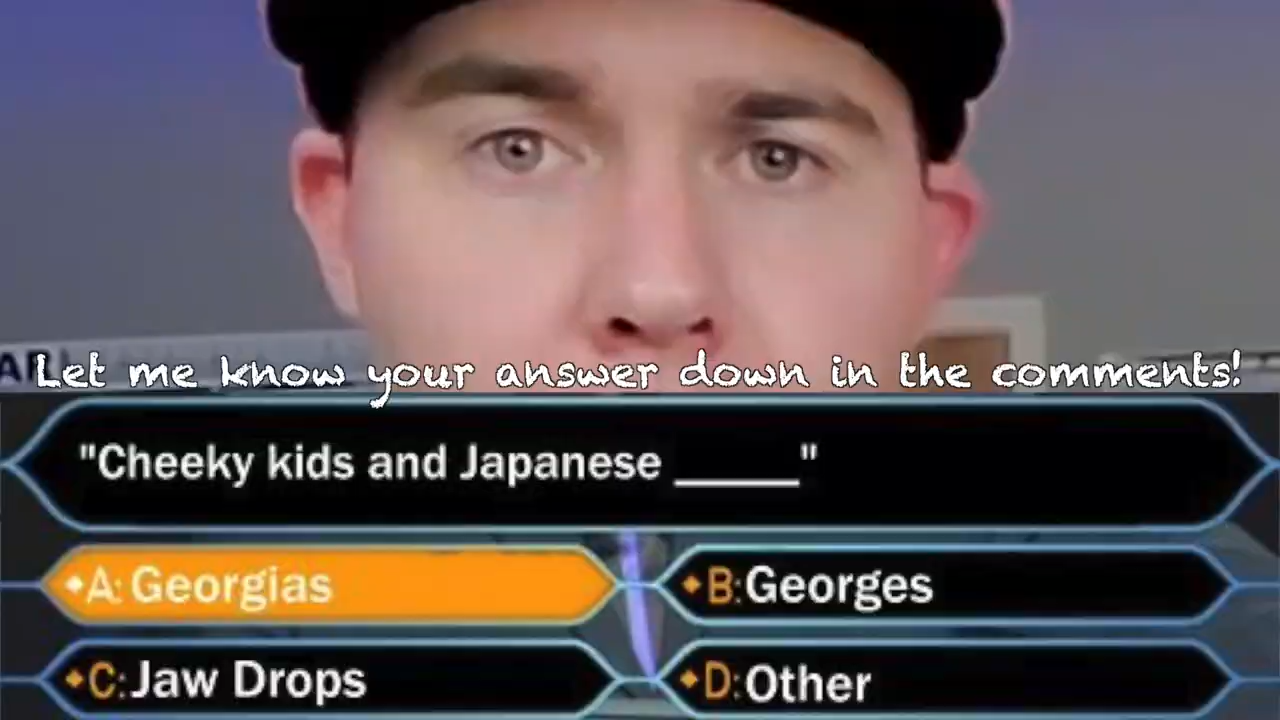 Let me know your answer down in the comments!
"Cheeky kids and Japanese _____"
A: Georgias
B: Georges
C: Jaw Drops
D: Other